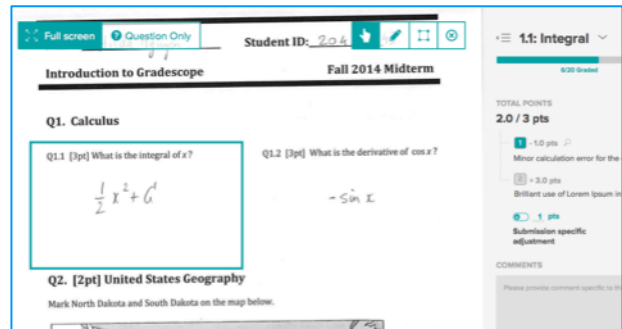 Full screen
Question Only
Student ID: 204
1.1: Integral
6/20 Graded
Introduction to Gradescope
Fall 2014 Midterm
TOTAL POINTS
2.0 / 3 pts
Q1. Calculus
1 - 1.0 pts
Minor calculation error for the
Q1.1 [3pt] What is the integral of x?
Q1.2 [3pt] What is the derivative of cos x?
2 + 3.0 pts
Brilliant use of Lorem Ipsum in
1/2 x² + C
- sin x
1 pts
Submission specific
adjustment
COMMENTS
Please provide comment specific to th
Q2. [2pt] United States Geography
Mark North Dakota and South Dakota on the map below.